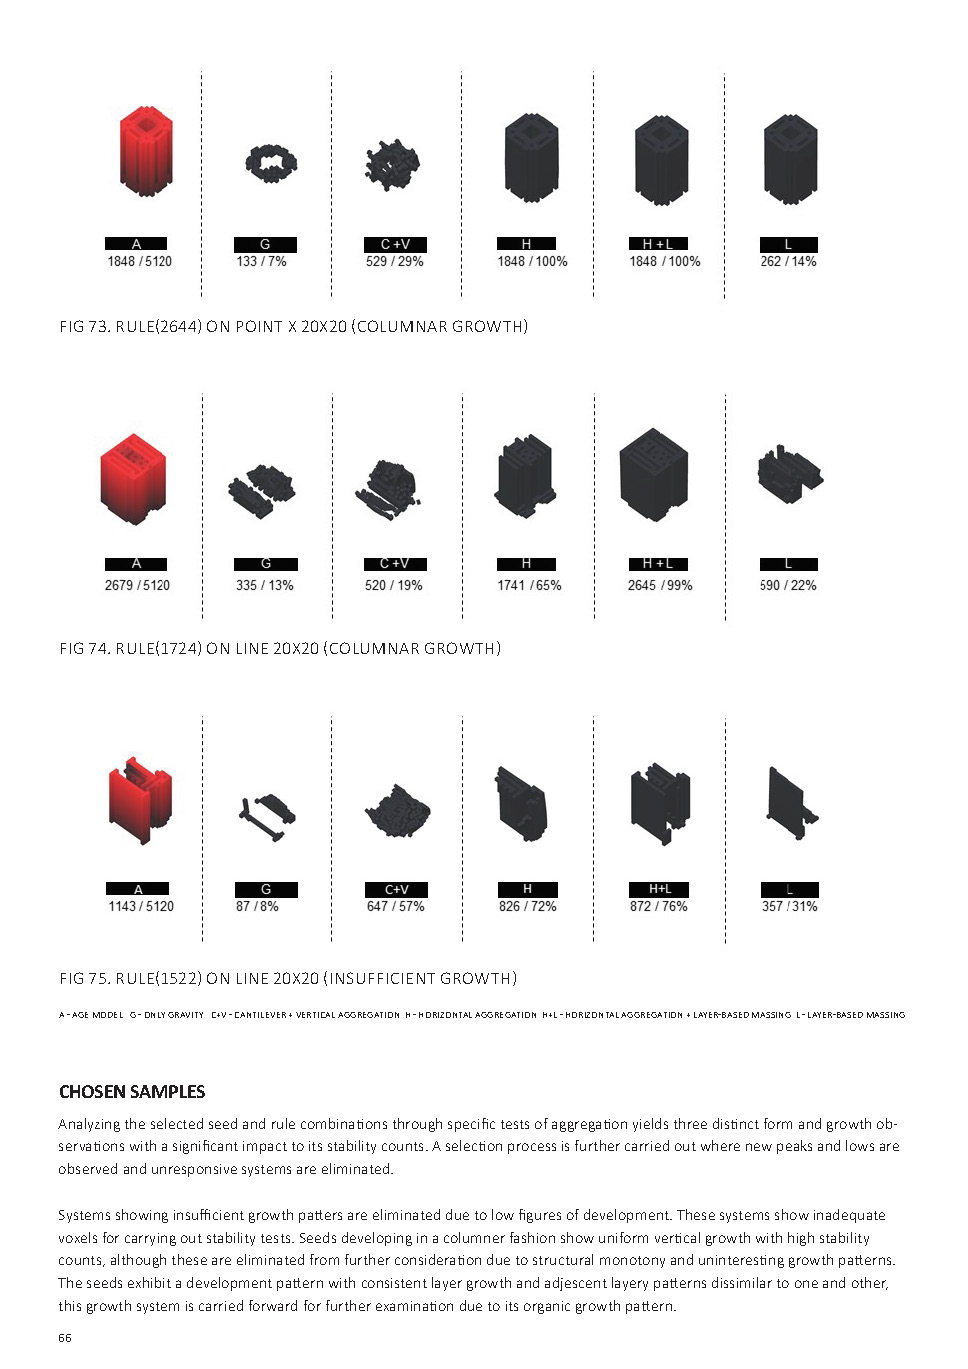 A G C +V H H + L L
1848 / 5120 133 / 7% 529 / 29% 1848 / 100% 1848 / 100% 262 / 14%
FIG 73. RULE(2644) ON POINT X 20X20 (COLUMNAR GROWTH)
A G C +V H H + L L
2679 / 5120 335 / 13% 520 / 19% 1741 / 65% 2645 / 99% 590 / 22%
FIG 74. RULE(1724) ON LINE 20X20 (COLUMNAR GROWTH)
A G C+V H H+L L
1143 / 5120 87 / 8% 647 / 57% 826 / 72% 872 / 76% 357 / 31%
FIG 75. RULE(1522) ON LINE 20X20 (INSUFFICIENT GROWTH)
A - AGE MODEL G - ONLY GRAVITY C+V - CANTILEVER + VERTICAL AGGREGATION H - HORIZONTAL AGGREGATION H+L - HORIZONTAL AGGREGATION + LAYER-BASED MASSING L - LAYER-BASED MASSING
CHOSEN SAMPLES
Analyzing the selected seed and rule combinations through specific tests of aggregation yields three distinct form and growth ob-
servations with a significant impact to its stability counts. A selection process is further carried out where new peaks and lows are
observed and unresponsive systems are eliminated.
Systems showing insufficient growth patters are eliminated due to low figures of development. These systems show inadequate
voxels for carrying out stability tests. Seeds developing in a columner fashion show uniform vertical growth with high stability
counts, although these are eliminated from further consideration due to structural monotony and uninteresting growth patterns.
The seeds exhibit a development pattern with consistent layer growth and adjescent layery patterns dissimilar to one and other,
this growth system is carried forward for further examination due to its organic growth pattern.
66